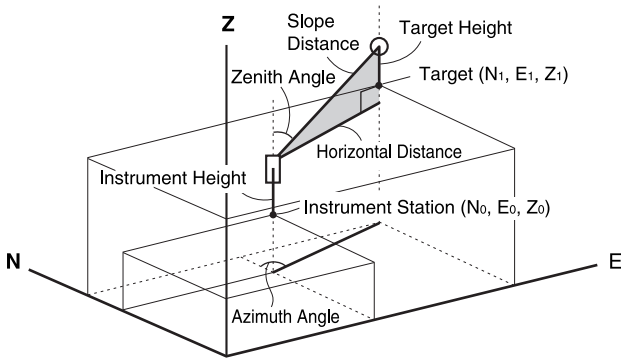 Slope
Distance
Target Height
Z
Zenith Angle
Target (N1, E1, Z1)
Horizontal Distance
Instrument Height
Instrument Station (N0, E0, Z0)
N
E
Azimuth Angle